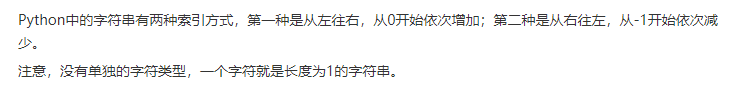 Python中的字符串有两种索引方式，第一种是从左往右，从0开始依次增加；第二种是从右往左，从-1开始依次减
少。
注意，没有单独的字符类型，一个字符就是长度为1的字符串。